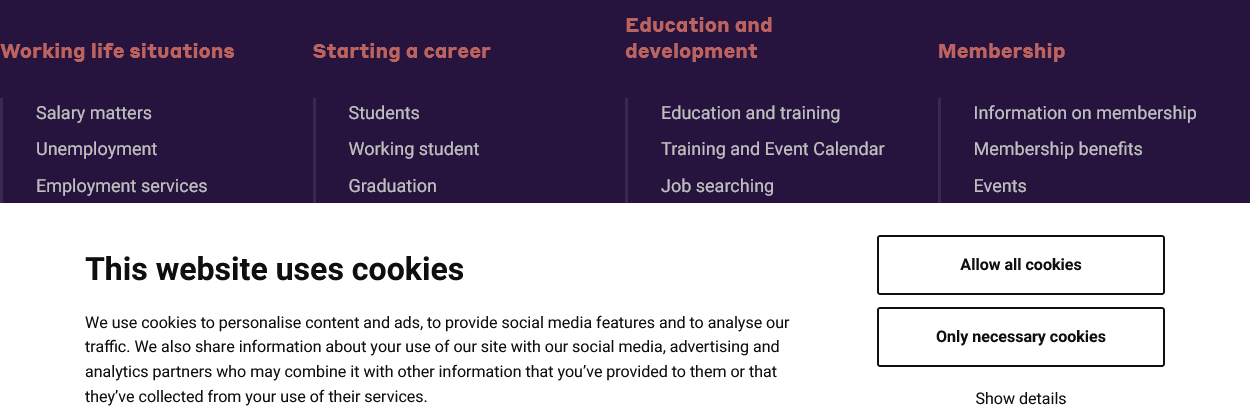 Working life situations
Salary matters
Unemployment
Employment services
Starting a career
Students
Working student
Graduation
Education and
development
Education and training
Training and Event Calendar
Job searching
Membership
Information on membership
Membership benefits
Events
This website uses cookies
We use cookies to personalise content and ads, to provide social media features and to analyse our
traffic. We also share information about your use of our site with our social media, advertising and
analytics partners who may combine it with other information that you’ve provided to them or that
they’ve collected from your use of their services.
Allow all cookies
Only necessary cookies
Show details